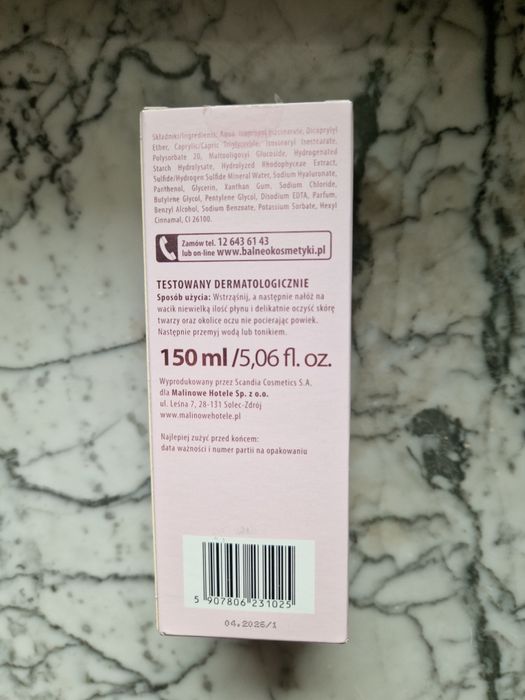 Składniki/Ingredients: Aqua, Isopropyl Isostearate, Dicaprylyl
Ether, Caprylic/Capric Triglyceride, Isostearyl Isostearate,
Polysorbate 20, Maltooligosyl Glucoside, Hydrogenated
Starch Hydrolysate, Hydrolyzed Rhodophyceae Extract,
Sulfide/Hydrogen Sulfide Mineral Water, Sodium Hyaluronate,
Panthenol, Glycerin, Xanthan Gum, Sodium Chloride,
Butylene Glycol, Pentylene Glycol, Disodium EDTA, Parfum,
Benzyl Alcohol, Sodium Benzoate, Potassium Sorbate, Hexyl
Cinnamal, CI 26100.
Zamów tel. 12 643 61 43
lub on-line www.balneokosmetyki.pl
TESTOWANY DERMATOLOGICZNIE
Sposób użycia: Wstrząśnij, a następnie nałóż na
wacik niewielką ilość płynu i delikatnie oczyść skórę
twarzy oraz okolice oczu nie pocierając powiek.
Następnie przemyj wodą lub tonikiem.
150 ml /5,06 fl. oz.
Wyprodukowany przez Scandia Cosmetics S.A.
dla Malinowe Hotele Sp. z o.o.
ul. Leśna 7, 28-131 Solec-Zdrój
www.malinowehotele.pl
Najlepiej zużyć przed końcem:
data ważności i numer partii na opakowaniu
5 907806 231025
04.2026/1